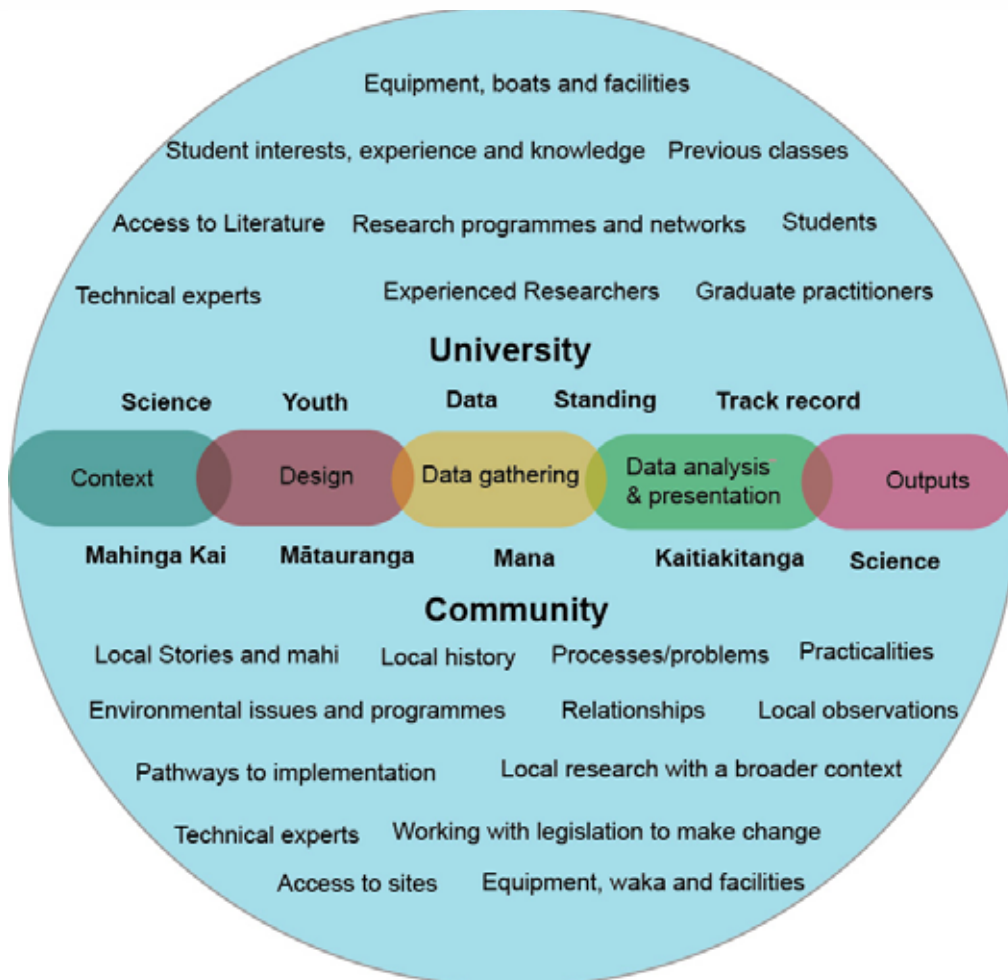 Equipment, boats and facilities
Student interests, experience and knowledge Previous classes
Access to Literature Research programmes and networks Students
Technical experts Experienced Researchers Graduate practitioners
University
Science Youth Data Standing Track record
Context Design Data gathering Data analysis & presentation Outputs
Mahinga Kai Mātauranga Mana Kaitiakitanga Science
Community
Local Stories and mahi Local history Processes/problems Practicalities
Environmental issues and programmes Relationships Local observations
Pathways to implementation Local research with a broader context
Technical experts Working with legislation to make change
Access to sites Equipment, waka and facilities